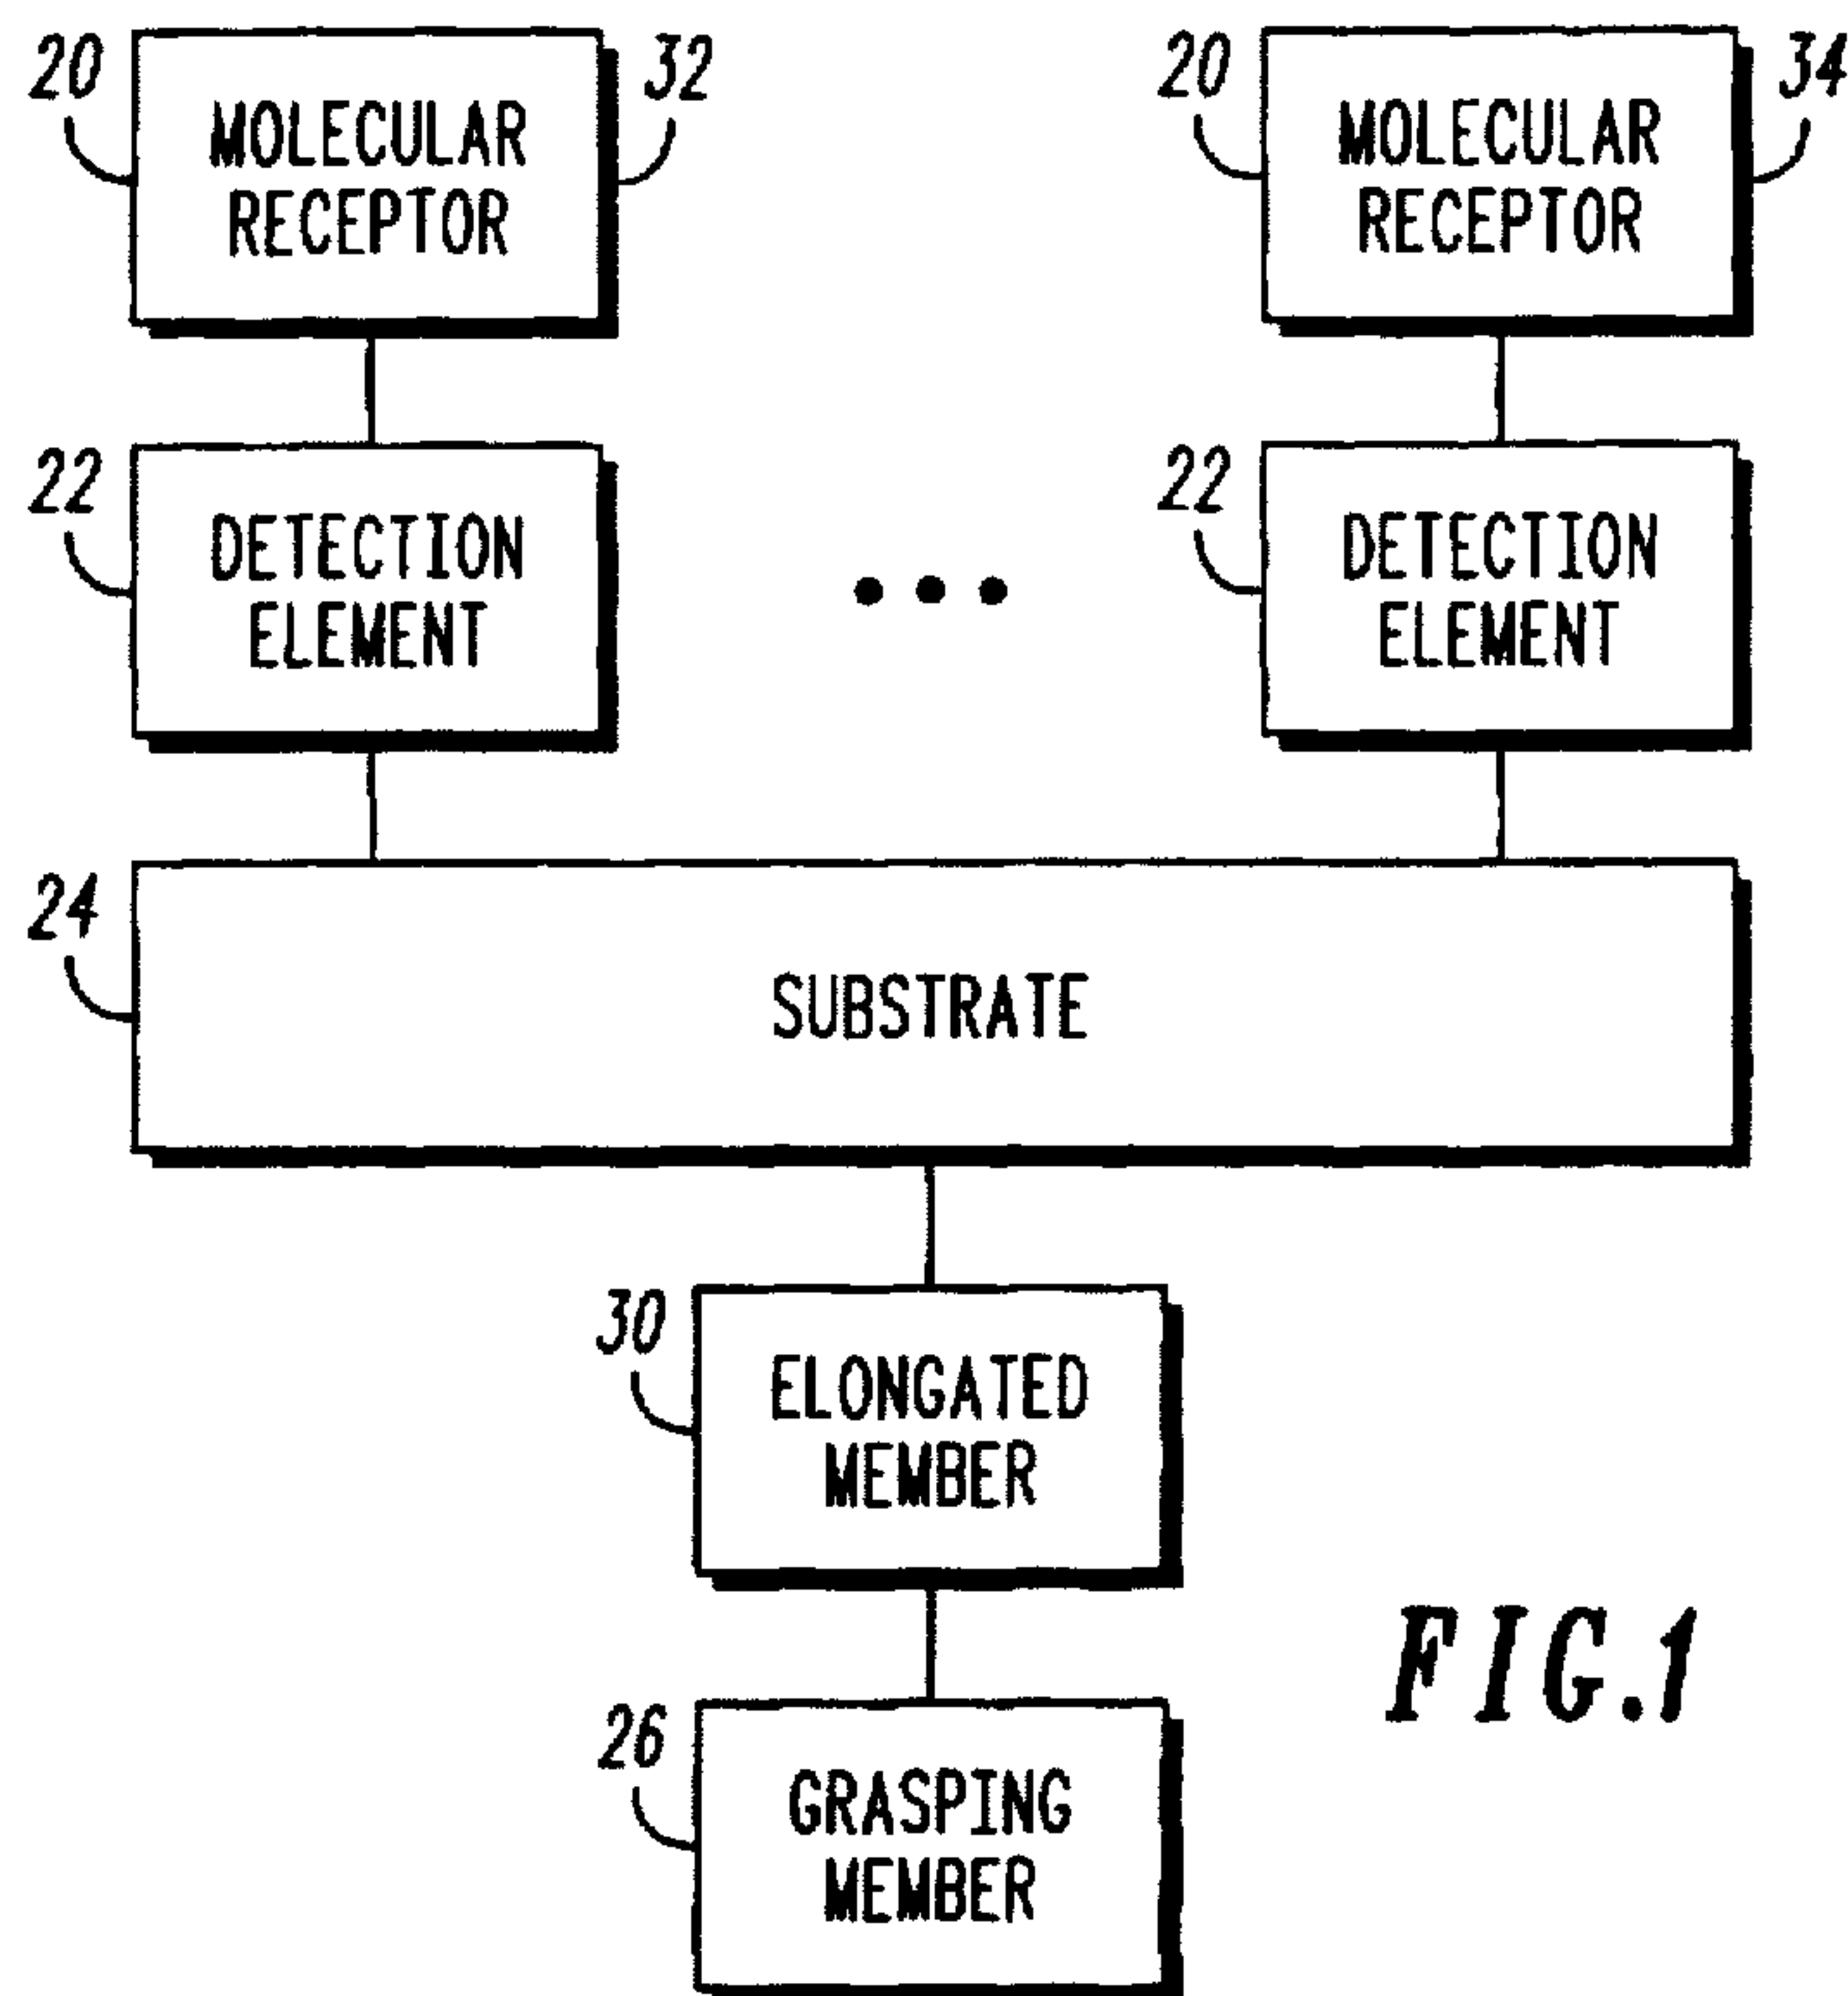 20 32 20 34
MOLECULAR
RECEPTOR
MOLECULAR
RECEPTOR
22 22
DETECTION
ELEMENT
DETECTION
ELEMENT
24
SUBSTRATE
30
ELONGATED
MEMBER
26
GRASPING
MEMBER
FIG.1